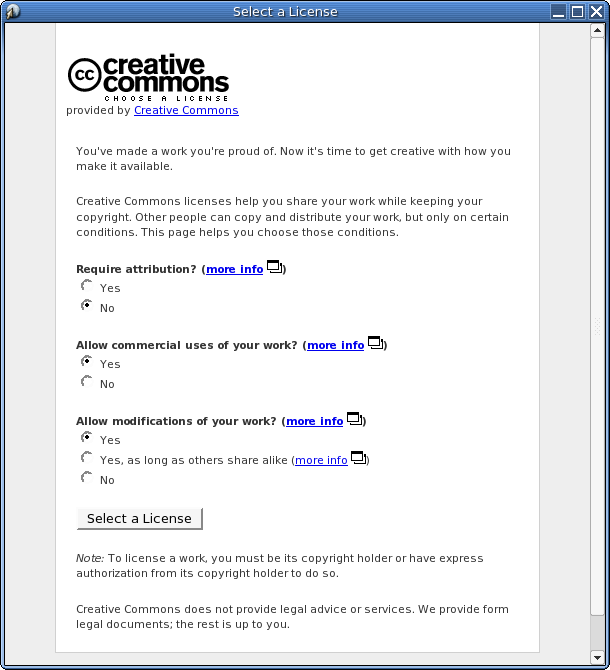 Select a License
cc creative
commons
CHOOSE A LICENSE
provided by Creative Commons
You've made a work you're proud of. Now it's time to get creative with how you
make it available.
Creative Commons licenses help you share your work while keeping your
copyright. Other people can copy and distribute your work, but only on certain
conditions. This page helps you choose those conditions.
Require attribution? (more info)
Yes
No
Allow commercial uses of your work? (more info)
Yes
No
Allow modifications of your work? (more info)
Yes
Yes, as long as others share alike (more info)
No
Select a License
Note: To license a work, you must be its copyright holder or have express
authorization from its copyright holder to do so.
Creative Commons does not provide legal advice or services. We provide form
legal documents; the rest is up to you.